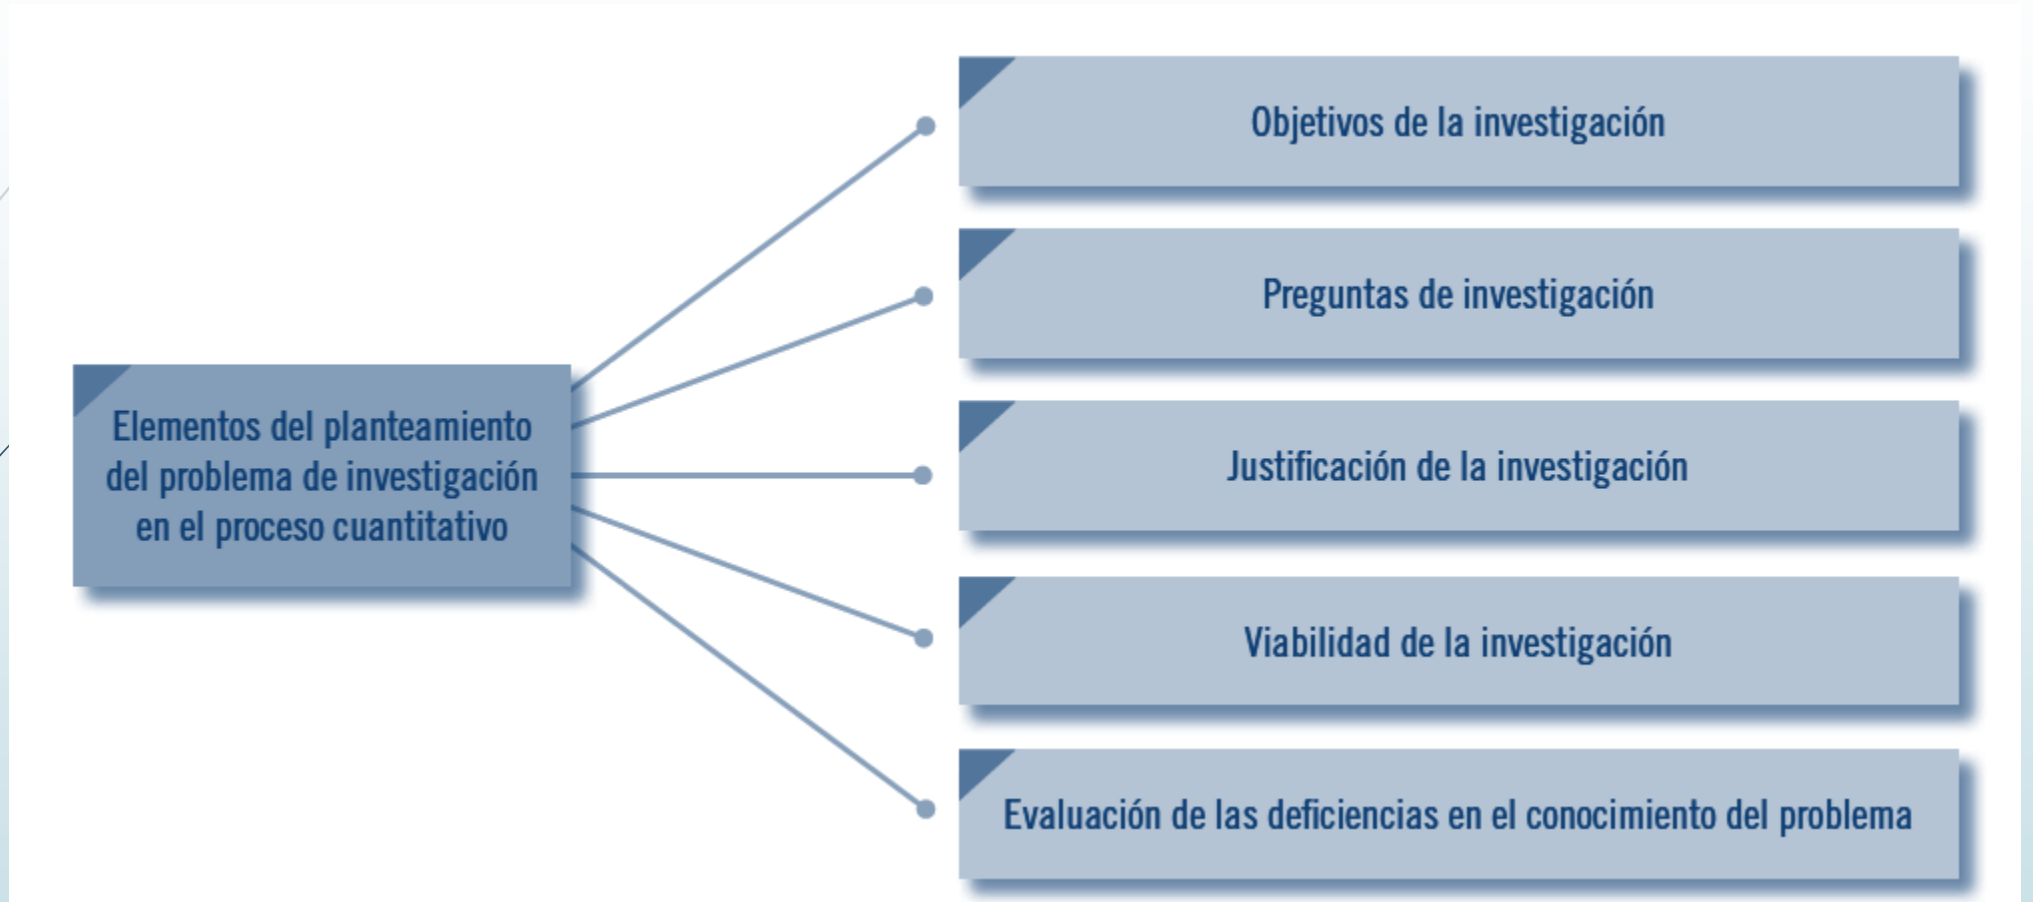 Objetivos de la investigación
Preguntas de investigación
Elementos del planteamiento
del problema de investigación
en el proceso cuantitativo
Justificación de la investigación
Viabilidad de la investigación
Evaluación de las deficiencias en el conocimiento del problema